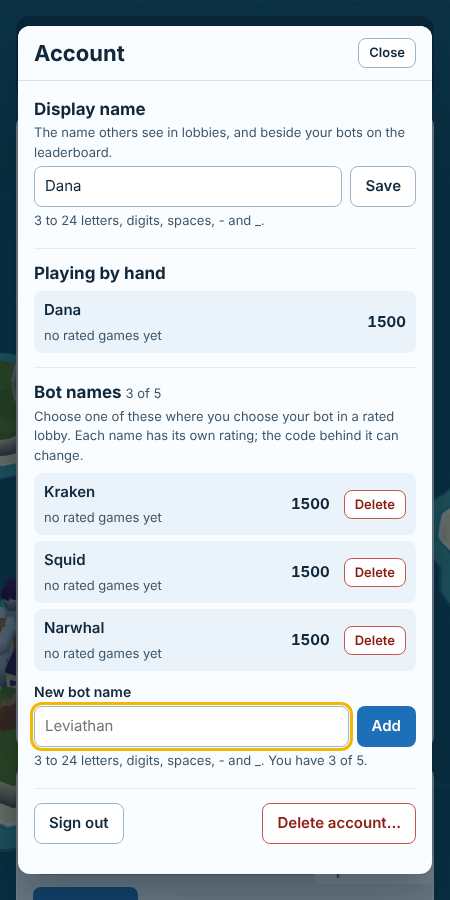 Account
Close
Display name
The name others see in lobbies, and beside your bots on the
leaderboard.
Dana
Save
3 to 24 letters, digits, spaces, - and _.
Playing by hand
Dana
no rated games yet
1500
Bot names 3 of 5
Choose one of these where you choose your bot in a rated
lobby. Each name has its own rating; the code behind it can
change.
Kraken
no rated games yet
1500
Delete
Squid
no rated games yet
1500
Delete
Narwhal
no rated games yet
1500
Delete
New bot name
Leviathan
Add
3 to 24 letters, digits, spaces, - and _. You have 3 of 5.
Sign out
Delete account...